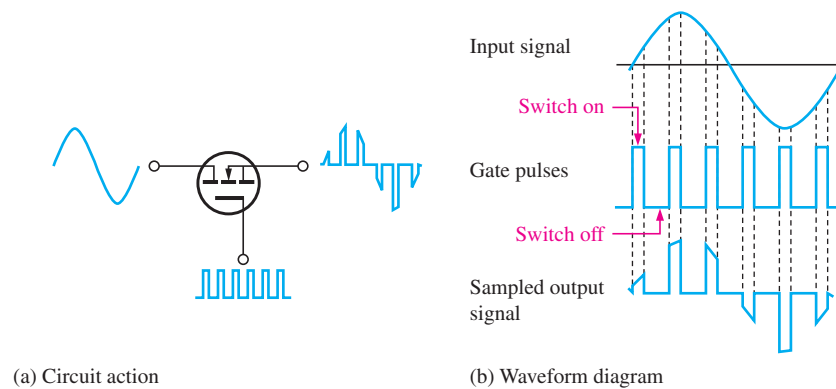 Input signal
Switch on
Gate pulses
Switch off
Sampled output
signal
(a) Circuit action
(b) Waveform diagram